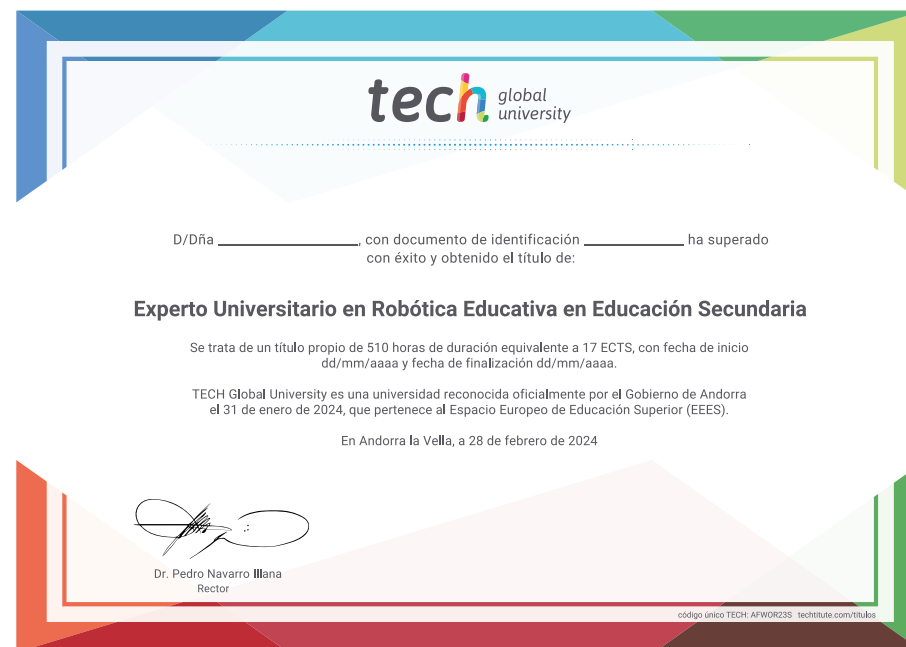 tech global university
D/Dña ____________, con documento de identificación ____________ ha superado
con éxito y obtenido el título de:
Experto Universitario en Robótica Educativa en Educación Secundaria
Se trata de un título propio de 510 horas de duración equivalente a 17 ECTS, con fecha de inicio
dd/mm/aaaa y fecha de finalización dd/mm/aaaa.
TECH Global University es una universidad reconocida oficialmente por el Gobierno de Andorra
el 31 de enero de 2024, que pertenece al Espacio Europeo de Educación Superior (EEES).
En Andorra la Vella, a 28 de febrero de 2024
Dr. Pedro Navarro Illana
Rector
código único TECH: AFWOR23S techtitute.com/titulos